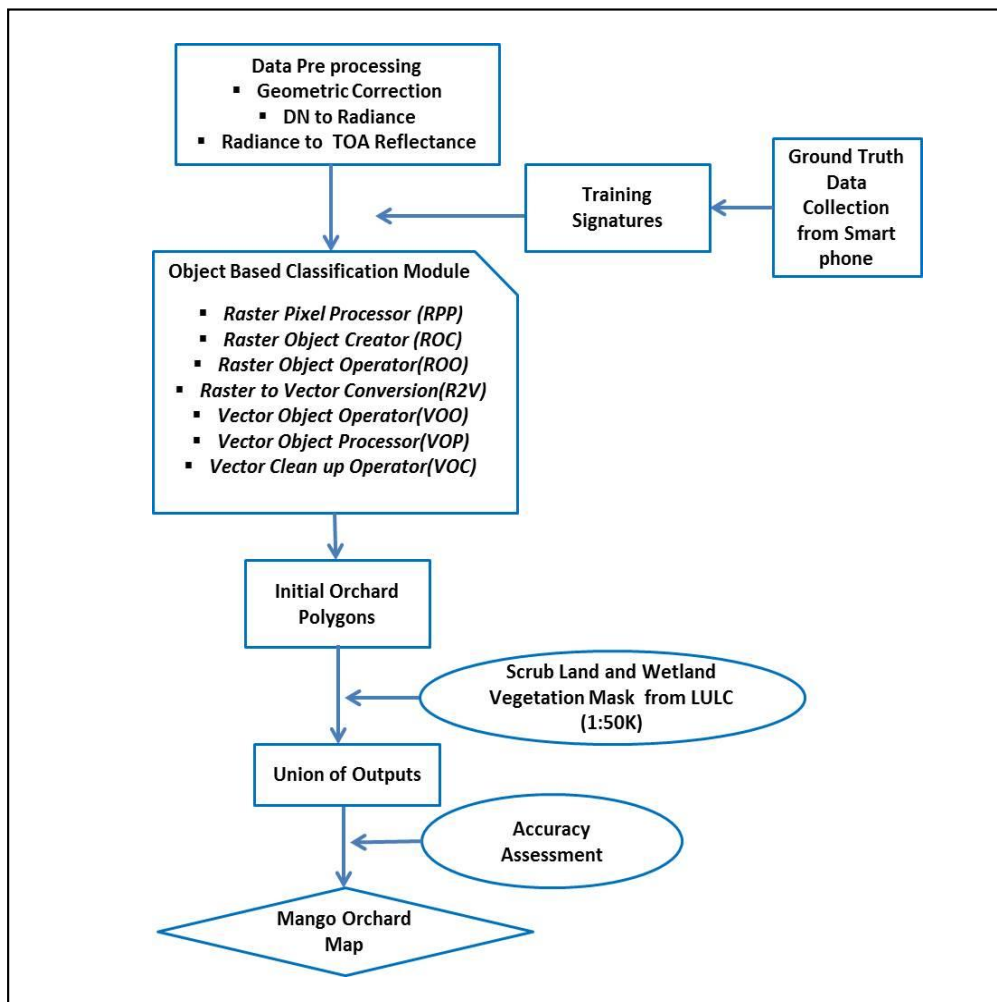 Data Pre processing
▪ Geometric Correction
▪ DN to Radiance
▪ Radiance to TOA Reflectance
Ground Truth
Data
Collection
from Smart
phone
Training
Signatures
Object Based Classification Module
▪ Raster Pixel Processor (RPP)
▪ Raster Object Creator (ROC)
▪ Raster Object Operator(ROO)
▪ Raster to Vector Conversion(R2V)
▪ Vector Object Operator(VOO)
▪ Vector Object Processor(VOP)
▪ Vector Clean up Operator(VOC)
Initial Orchard
Polygons
Scrub Land and Wetland
Vegetation Mask from LULC
(1:50K)
Union of Outputs
Accuracy
Assessment
Mango Orchard
Map